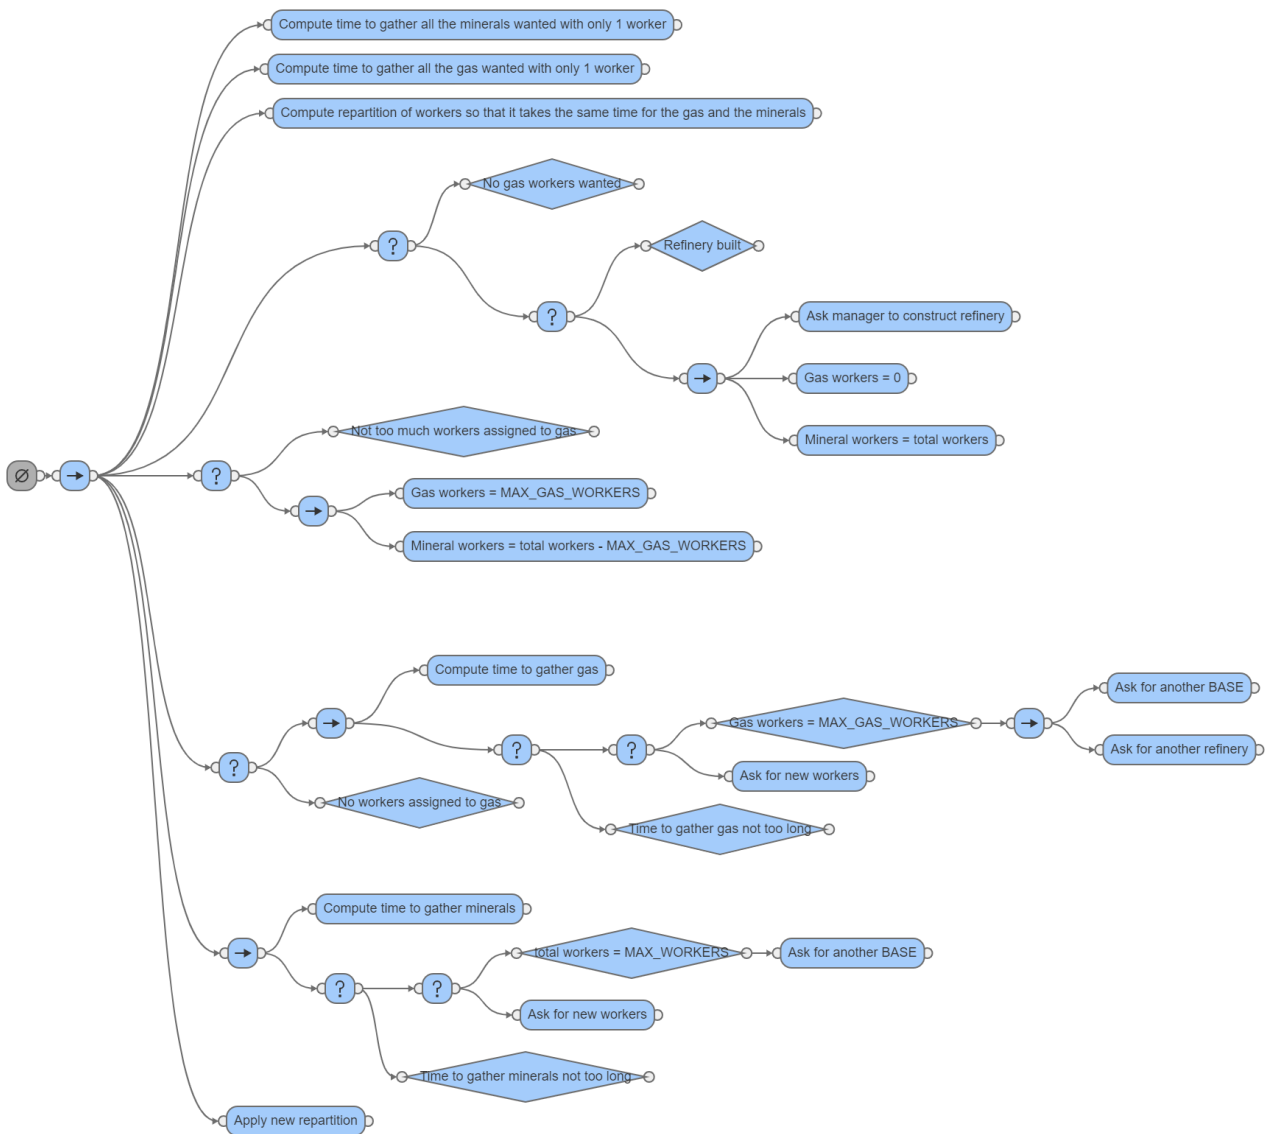 Compute time to gather all the minerals wanted with only 1 worker
Compute time to gather all the gas wanted with only 1 worker
Compute repartition of workers so that it takes the same time for the gas and the minerals
No gas workers wanted
?
Refinery built
?
Ask manager to construct refinery
→
Gas workers = 0
Mineral workers = total workers
Not too much workers assigned to gas
∅
→
?
Gas workers = MAX_GAS_WORKERS
→
Mineral workers = total workers - MAX_GAS_WORKERS
Compute time to gather gas
→
?
?
Gas workers = MAX_GAS_WORKERS
→
Ask for another BASE
Ask for another refinery
?
Ask for new workers
No workers assigned to gas
Time to gather gas not too long
Compute time to gather minerals
→
total workers = MAX_WORKERS
Ask for another BASE
?
?
Ask for new workers
Time to gather minerals not too long
Apply new repartition